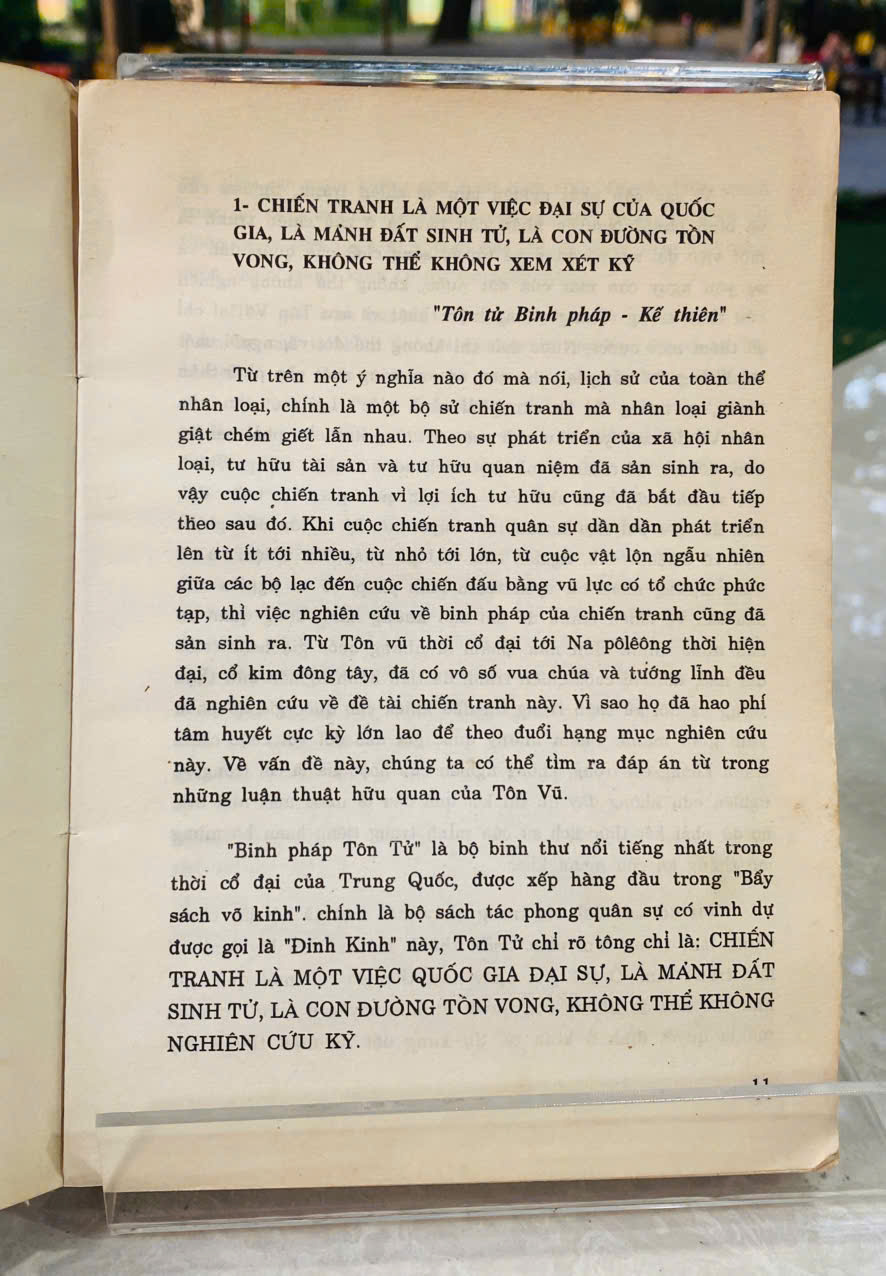 1- CHIẾN TRANH LÀ MỘT VIỆC ĐẠI SỰ CỦA QUỐC
GIA, LÀ MẢNH ĐẤT SINH TỬ, LÀ CON ĐƯỜNG TỒN
VONG, KHÔNG THỂ KHÔNG XEM XÉT KỸ
"Tôn tử Binh pháp - Kế thiên"
Từ trên một ý nghĩa nào đó mà nói, lịch sử của toàn thể
nhân loại, chính là một bộ sử chiến tranh mà nhân loại giành
giật chém giết lẫn nhau. Theo sự phát triển của xã hội nhân
loại, tư hữu tài sản và tư hữu quan niệm đã sản sinh ra, do
vậy cuộc chiến tranh vì lợi ích tư hữu cũng đã bắt đầu tiếp
theo sau đó. Khi cuộc chiến tranh quân sự dần dần phát triển
lên từ ít tới nhiều, từ nhỏ tới lớn, từ cuộc vật lộn ngẫu nhiên
giữa các bộ lạc đến cuộc chiến đấu bằng vũ lực có tổ chức phức
tạp, thì việc nghiên cứu về binh pháp của chiến tranh cũng đã
sản sinh ra. Từ Tôn vũ thời cổ đại tới Na pôlêông thời hiện
đại, cổ kim đông tây, đã có vô số vua chúa và tướng lĩnh đều
đã nghiên cứu về đề tài chiến tranh này. Vì sao họ đã hao phí
tâm huyết cực kỳ lớn lao để theo đuổi hạng mục nghiên cứu
này. Về vấn đề này, chúng ta có thể tìm ra đáp án từ trong
những luận thuật hữu quan của Tôn Vũ.
"Binh pháp Tôn Tử" là bộ binh thư nổi tiếng nhất trong
thời cổ đại của Trung Quốc, được xếp hàng đầu trong "Bẩy
sách võ kinh". chính là bộ sách tác phong quân sự có vinh dự
được gọi là "Đinh Kinh" này, Tôn Tử chỉ rõ tông chỉ là: CHIẾN
TRANH LÀ MỘT VIỆC QUỐC GIA ĐẠI SỰ, LÀ MẢNH ĐẤT
SINH TỬ, LÀ CON ĐƯỜNG TỒN VONG, KHÔNG THỂ KHÔNG
NGHIÊN CỨU KỸ.
11